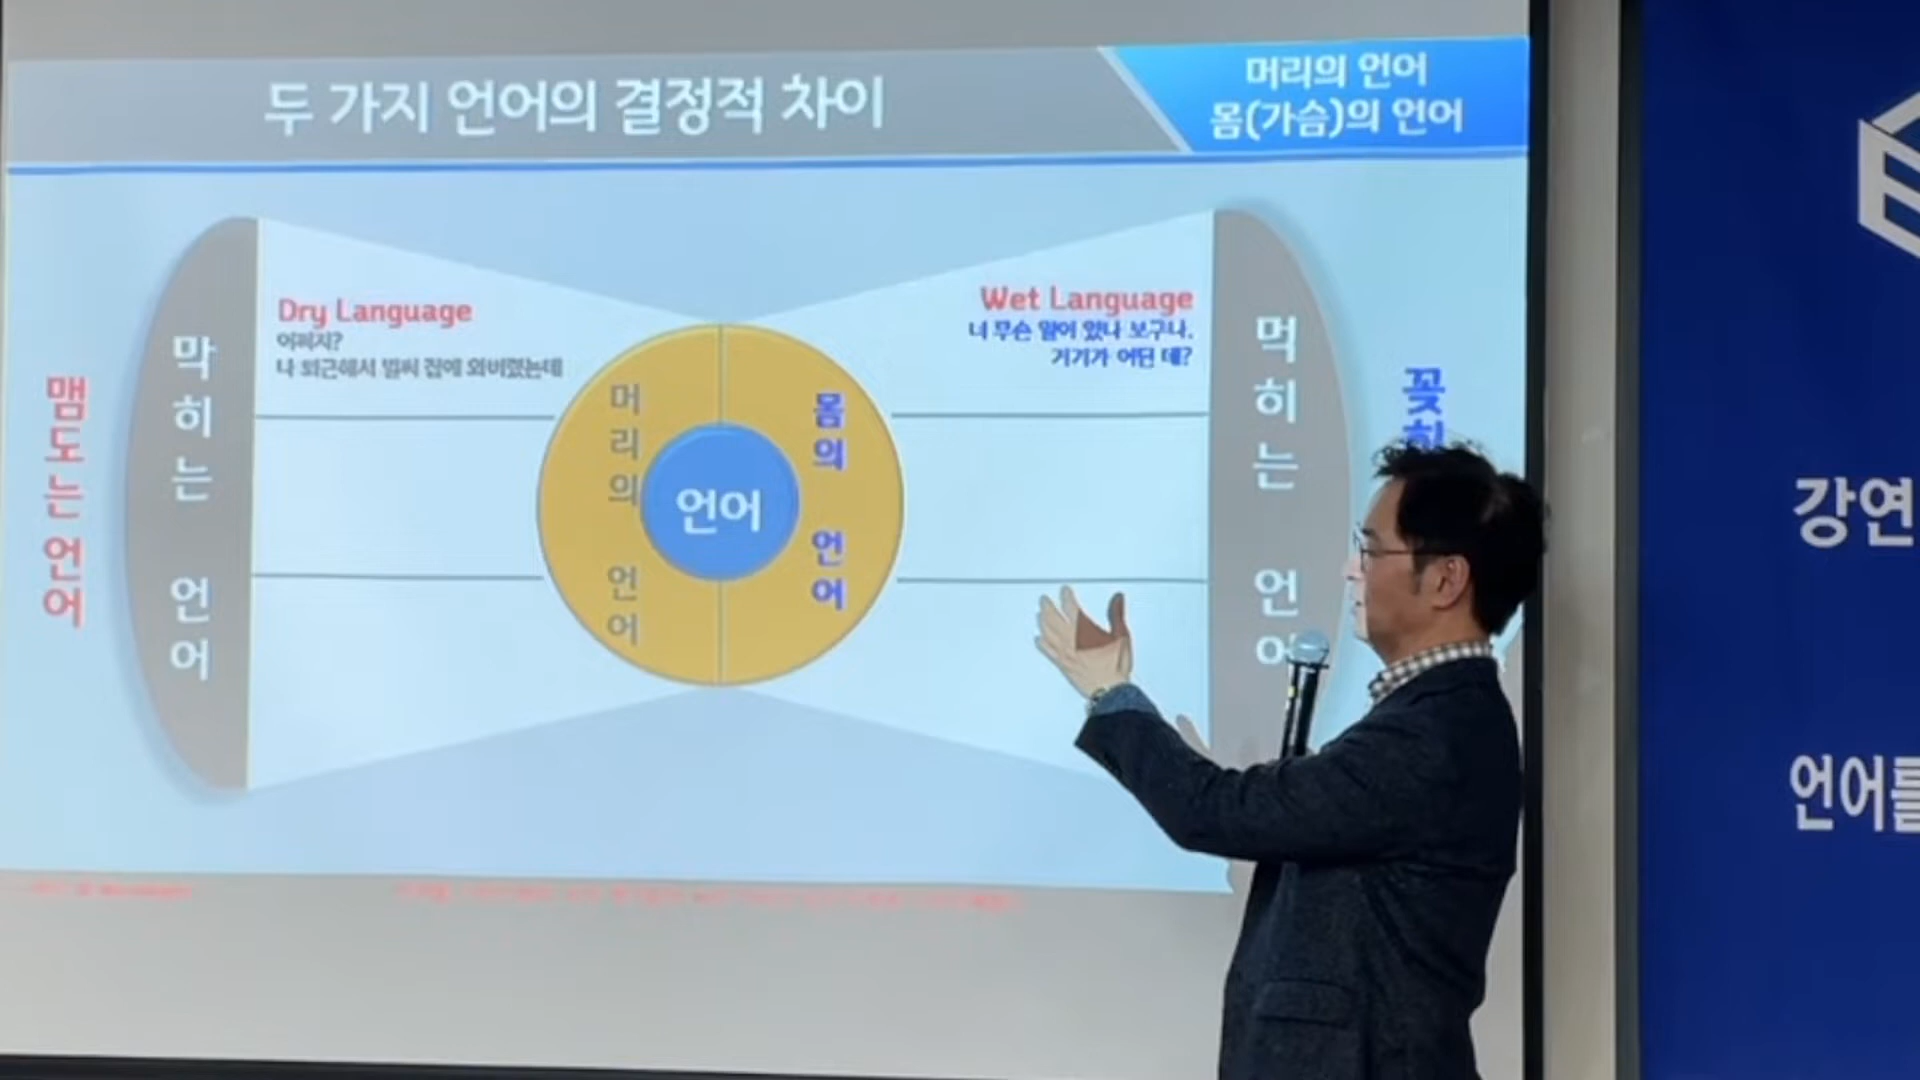 두 가지 언어의 결정적 차이
머리의 언어
몸(가슴)의 언어
맴도는 언어
막히는 언어
Dry Language
어쩌지?
나 퇴근해서 벌써 집에 와버렸는데
머리의 언어
언어
몸의 언어
Wet Language
너 무슨 일이 있나 보구나.
거기가 어딘 데?
먹히는 언어
꽂히
강연
언어를